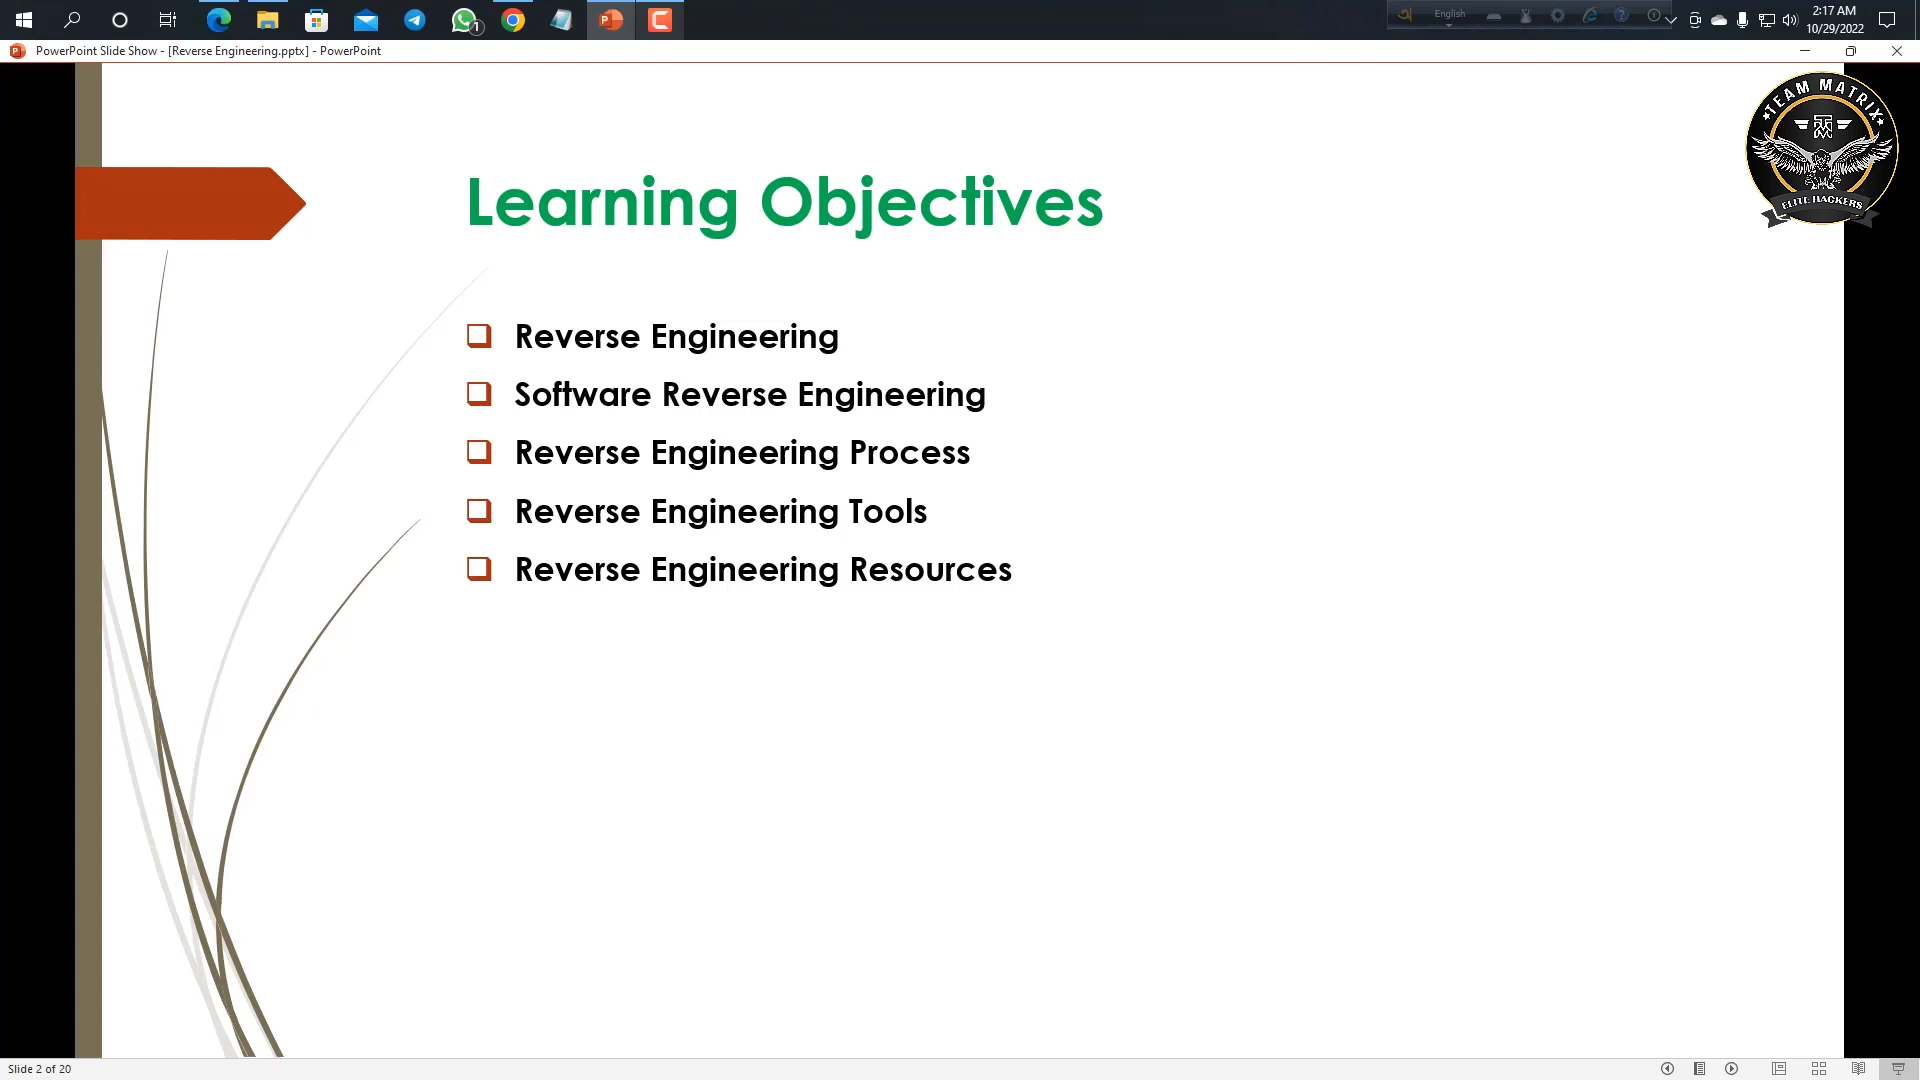 English
2:17 AM
10/29/2022
PowerPoint Slide Show - [Reverse Engineering.pptx] - PowerPoint
TEAM MATRIX
ELITE HACKERS
Learning Objectives
Reverse Engineering
Software Reverse Engineering
Reverse Engineering Process
Reverse Engineering Tools
Reverse Engineering Resources
Slide 2 of 20